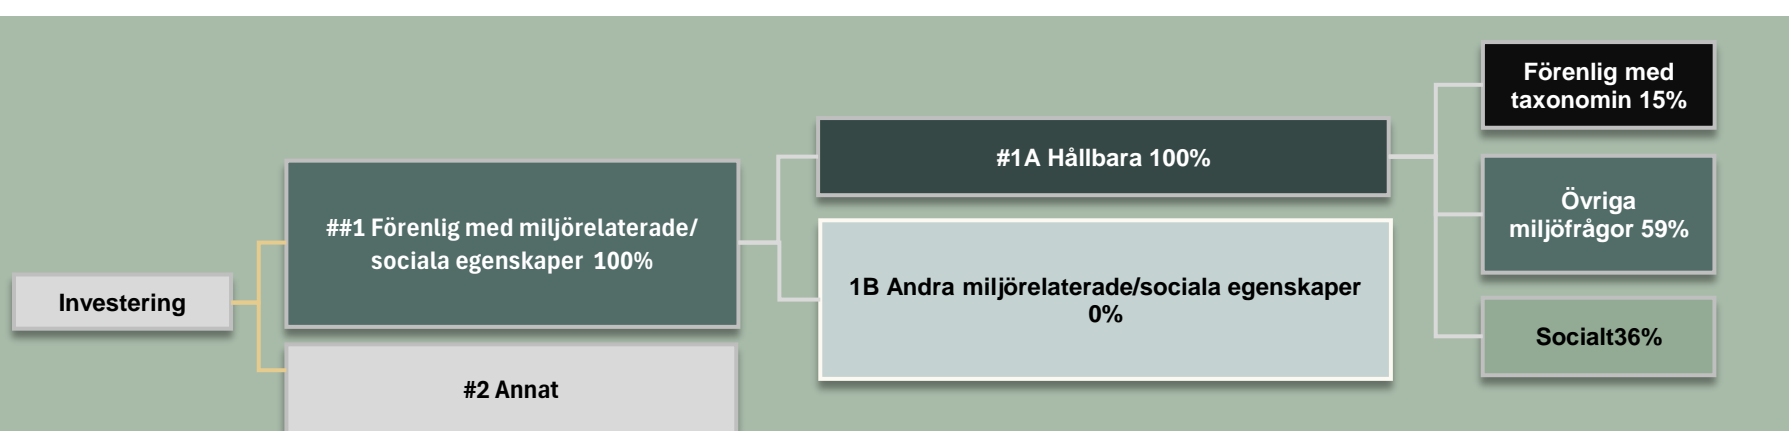 Investering
##1 Förenlig med miljörelaterade/
sociala egenskaper  100%
#2 Annat
#1A Hållbara 100%
1B Andra miljörelaterade/sociala egenskaper
0%
Förenlig med
taxonomin 15%
Övriga
miljöfrågor 59%
Socialt36%